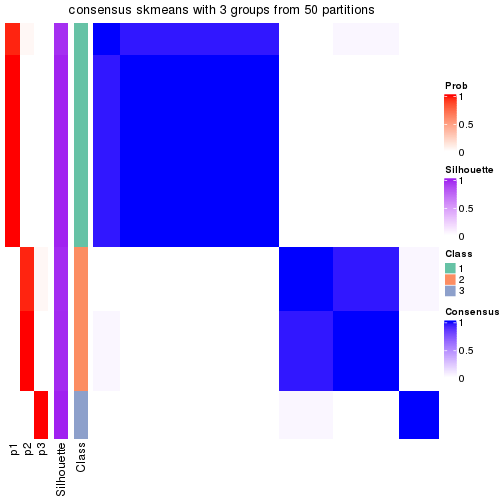 consensus skmeans with 3 groups from 50 partitions
Prob
1
0.5
0
Silhouette
1
0.5
0
Class
1
2
3
Consensus
1
0.5
0
p1
p2
p3
Silhouette
Class